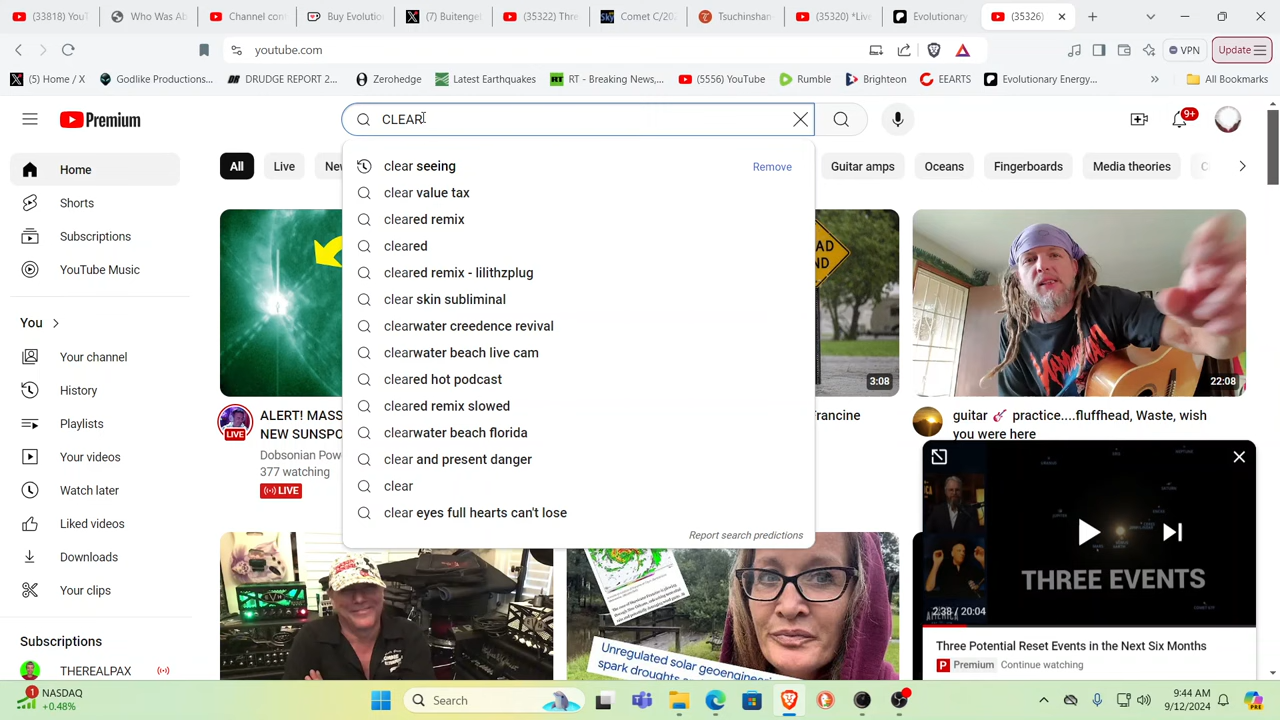 (33818) YouT
Who Was Ab
Channel con
Buy Evolutio
(7) Buitenget
(35322) Thre
Comet C/202
Tsuchinshan
(35320) *Live
Evolutionary
(35326)
youtube.com
VPN
Update
(5) Home / X
Godlike Productions...
DRUDGE REPORT 2...
Zerohedge
Latest Earthquakes
RT - Breaking News,...
(5556) YouTube
Rumble
Brighteon
EEARTS
Evolutionary Energy...
All Bookmarks
Premium
CLEAR
9+
Home
Shorts
Subscriptions
YouTube Music
You
Your channel
History
Playlists
Your videos
Watch later
Liked videos
Downloads
Your clips
Subscriptions
THEREALPAX
All
Live
New
Guitar amps
Oceans
Fingerboards
Media theories
clear seeing
Remove
clear value tax
cleared remix
cleared
cleared remix - lilithzplug
clear skin subliminal
clearwater creedence revival
clearwater beach live cam
cleared hot podcast
cleared remix slowed
clearwater beach florida
clear and present danger
clear
clear eyes full hearts can't lose
Report search predictions
LIVE
ALERT! MASS
NEW SUNSPO
Dobsonian Pow
377 watching
LIVE
3:08
Francine
22:08
guitar 🎸 practice....fluffhead, Waste, wish
you were here
Unregulated solar geoengine
spark droughts
THREE EVENTS
2:38 / 20:04
Three Potential Reset Events in the Next Six Months
Premium
Continue watching
1
NASDAQ
+0.48%
Search
9:44 AM
9/12/2024